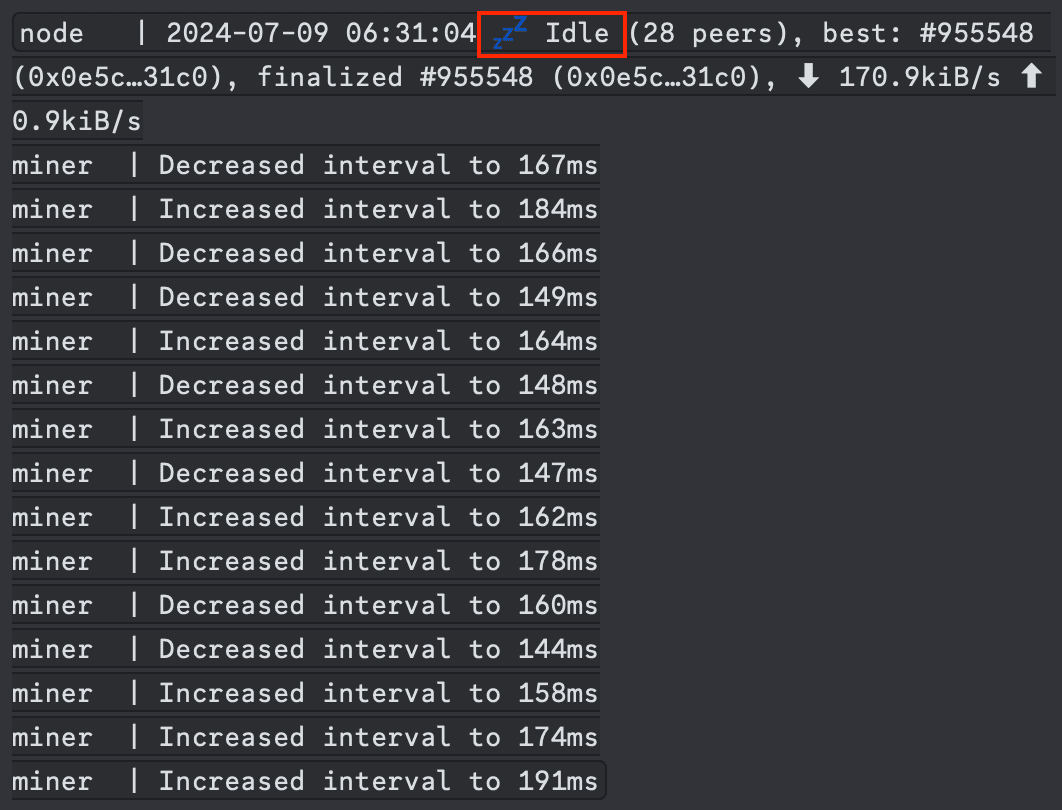 node   | 2024-07-09 06:31:04 💤 Idle (28 peers), best: #955548
(0x0e5c…31c0), finalized #955548 (0x0e5c…31c0), ⬇ 170.9kiB/s ⬆
0.9kiB/s
miner  | Decreased interval to 167ms
miner  | Increased interval to 184ms
miner  | Decreased interval to 166ms
miner  | Decreased interval to 149ms
miner  | Increased interval to 164ms
miner  | Decreased interval to 148ms
miner  | Increased interval to 163ms
miner  | Decreased interval to 147ms
miner  | Increased interval to 162ms
miner  | Increased interval to 178ms
miner  | Decreased interval to 160ms
miner  | Decreased interval to 144ms
miner  | Increased interval to 158ms
miner  | Increased interval to 174ms
miner  | Increased interval to 191ms